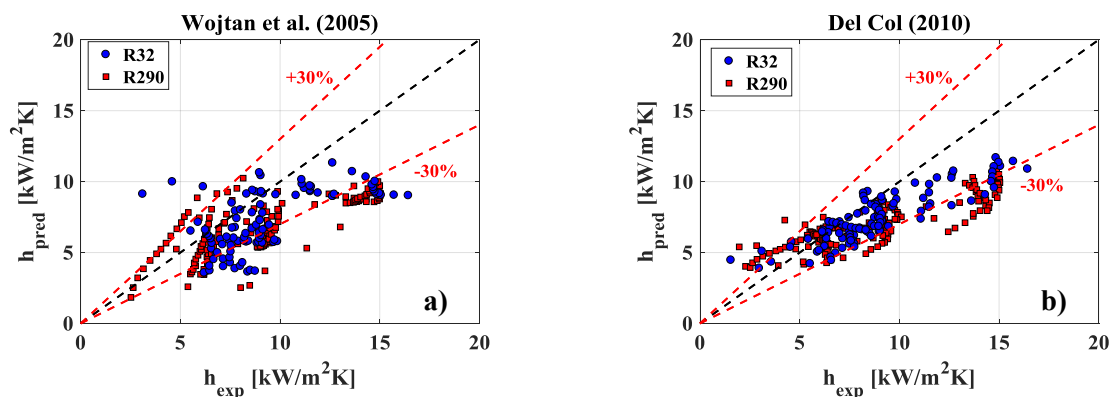 Wojtan et al. (2005)
20
15
10
5
0
h_pred [kW/m²K]
R32
R290
+30%
-30%
a)
0
5
10
15
20
h_exp [kW/m²K]
Del Col (2010)
20
15
10
5
0
h_pred [kW/m²K]
R32
R290
+30%
-30%
b)
0
5
10
15
20
h_exp [kW/m²K]